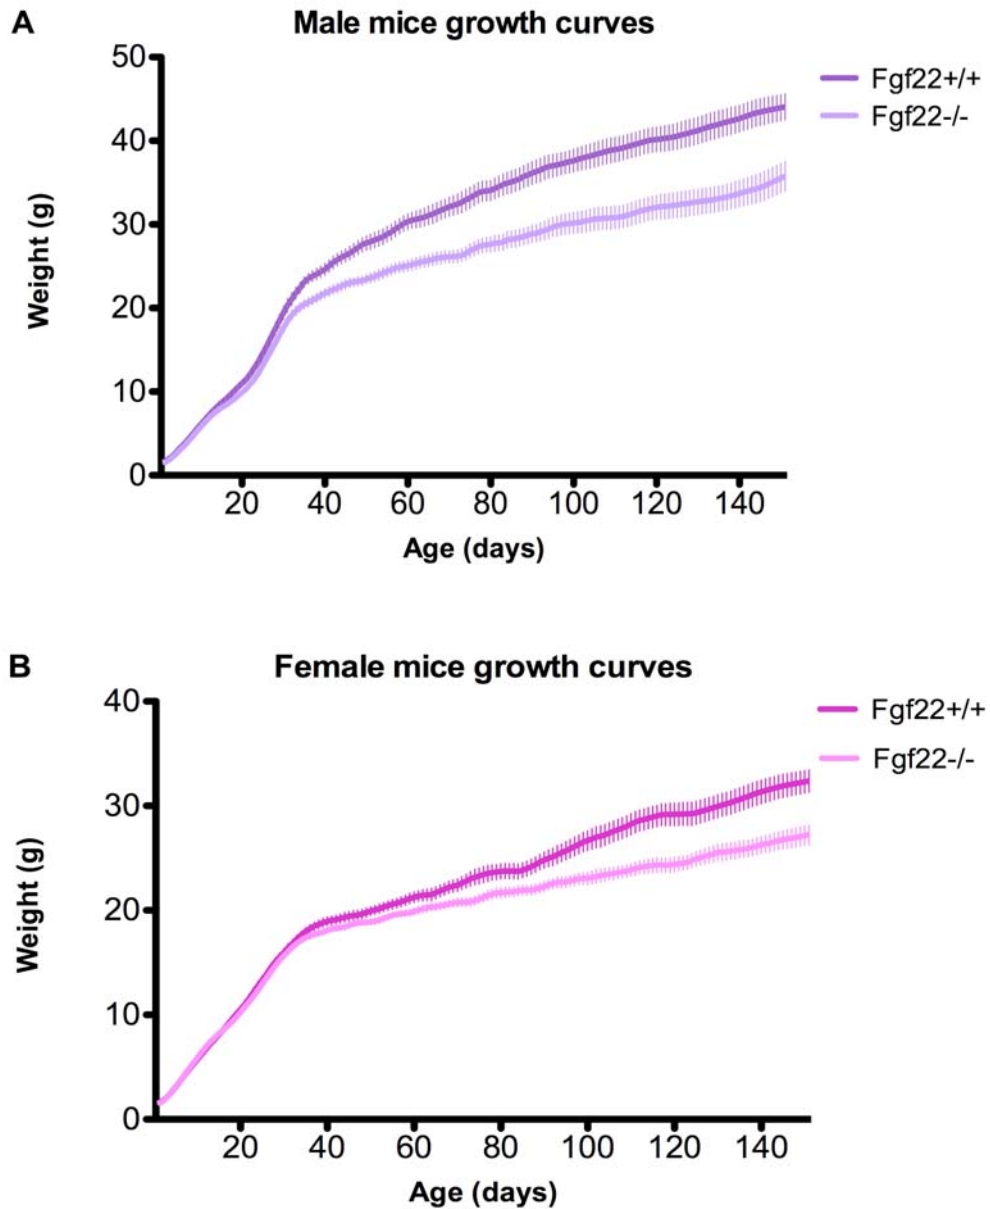 A
Male mice growth curves
50
40
30
20
10
0
Weight (g)
20 40 60 80 100 120 140
Age (days)
Fgf22+/+
Fgf22-/-
B
Female mice growth curves
40
30
20
10
0
Weight (g)
20 40 60 80 100 120 140
Age (days)
Fgf22+/+
Fgf22-/-